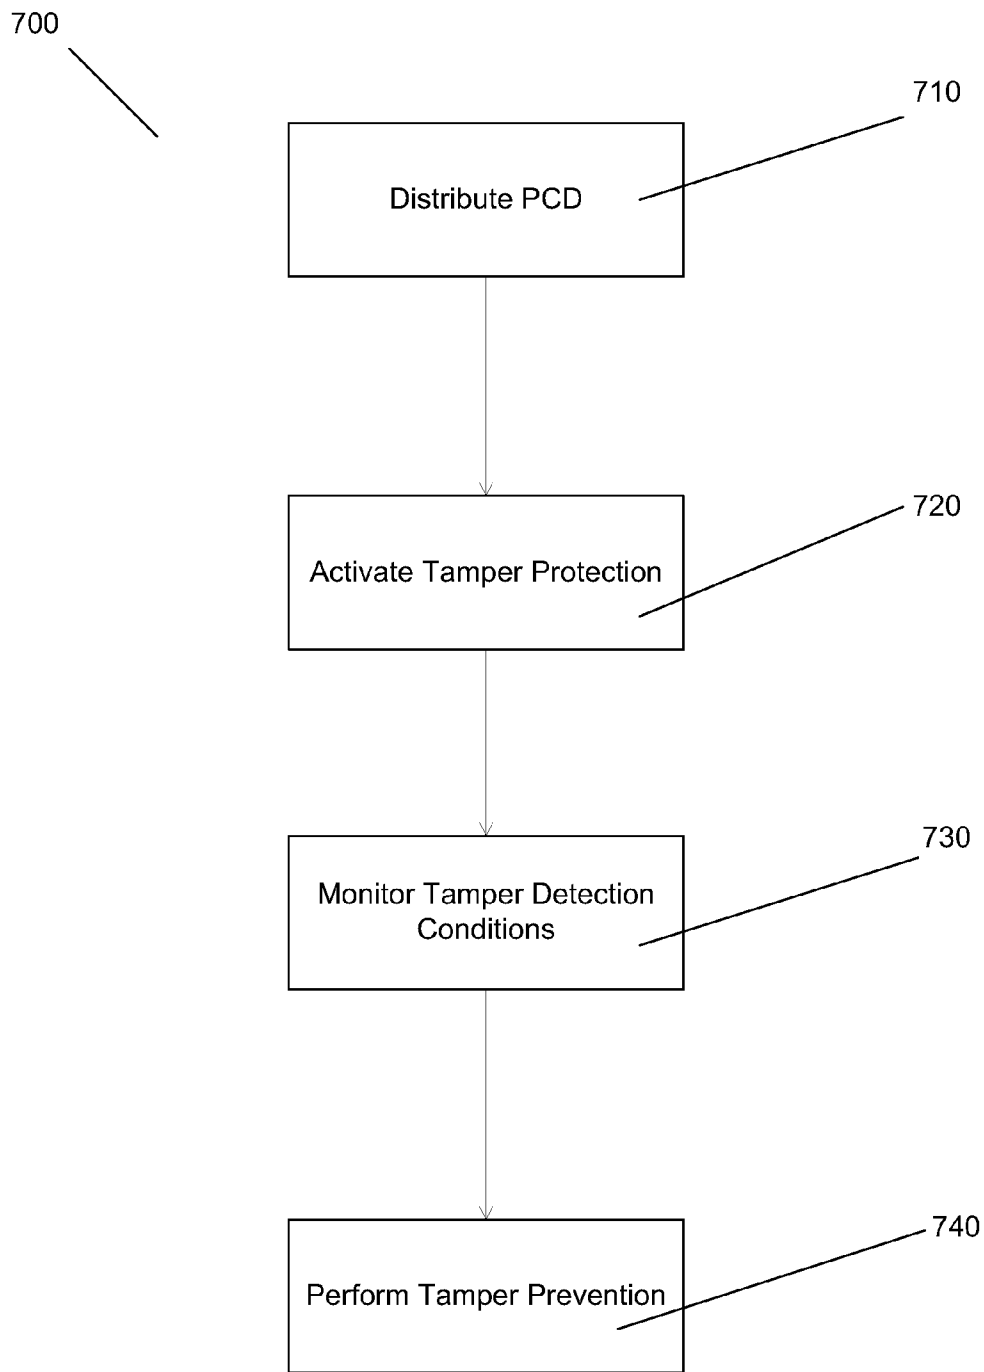 700
710
Distribute PCD
720
Activate Tamper Protection
730
Monitor Tamper Detection
Conditions
740
Perform Tamper Prevention